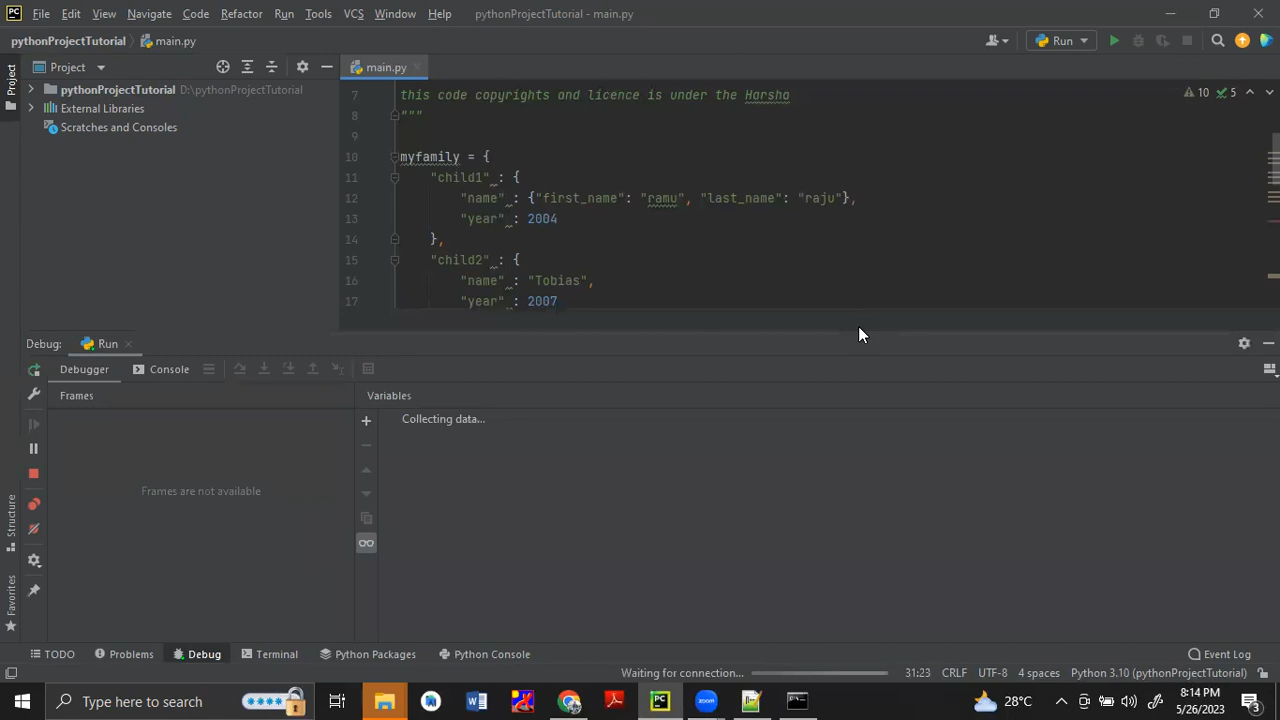 File Edit View Navigate Code Refactor Run Tools VCS Window Help pythonProjectTutorial - main.py
pythonProjectTutorial main.py Run
Project main.py
pythonProjectTutorial D:\pythonProjectTutorial
External Libraries
Scratches and Consoles
Project
7 this code copyrights and licence is under the Harsha 10 5
8 """
9
10 myfamily = {
11 "child1" : {
12 "name" : {"first_name": "ramu", "last_name": "raju"},
13 "year" : 2004
14 },
15 "child2" : {
16 "name" : "Tobias",
17 "year" : 2007
Debug: Run
Debugger Console
Frames Variables
Collecting data...
Frames are not available
Structure
Favorites
TODO Problems Debug Terminal Python Packages Python Console Event Log
Waiting for connection... 31:23 CRLF UTF-8 4 spaces Python 3.10 (pythonProjectTutorial)
Type here to search 28°C 8:14 PM
5/26/2023 3